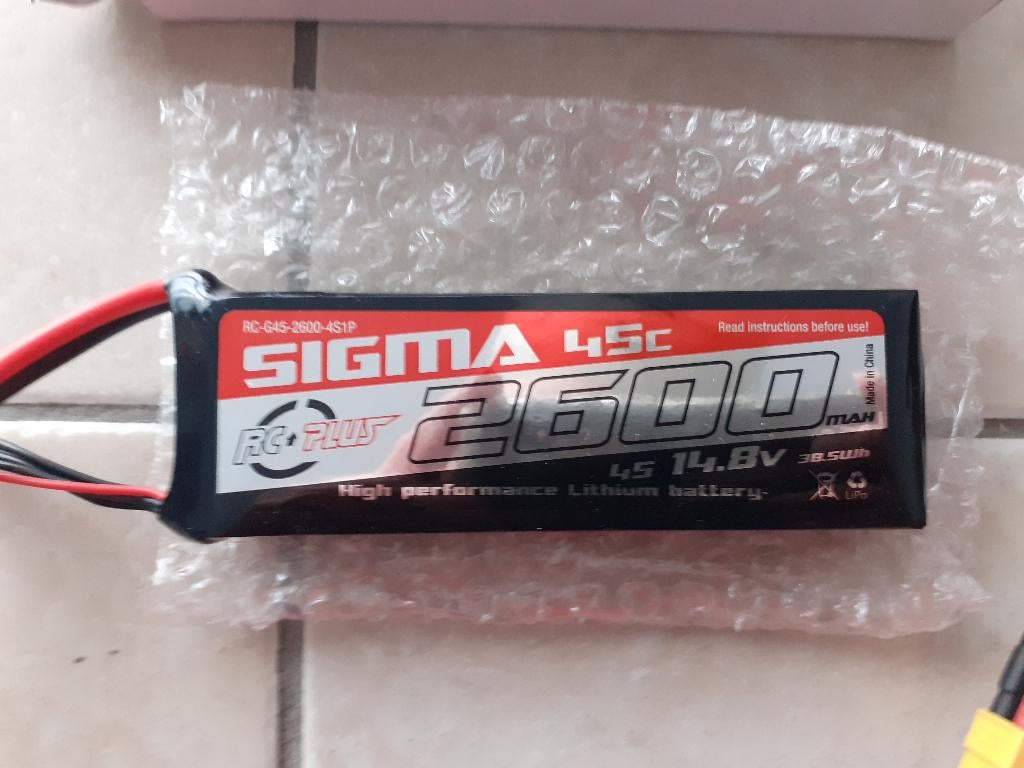 RC-G45-2600-4S1P
SIGMA 45C
Read instructions before use!
Made in China
RC PLUS
2600 mAH
4S 14.8V 38.5Wh
High performance Lithium battery.
LiPo